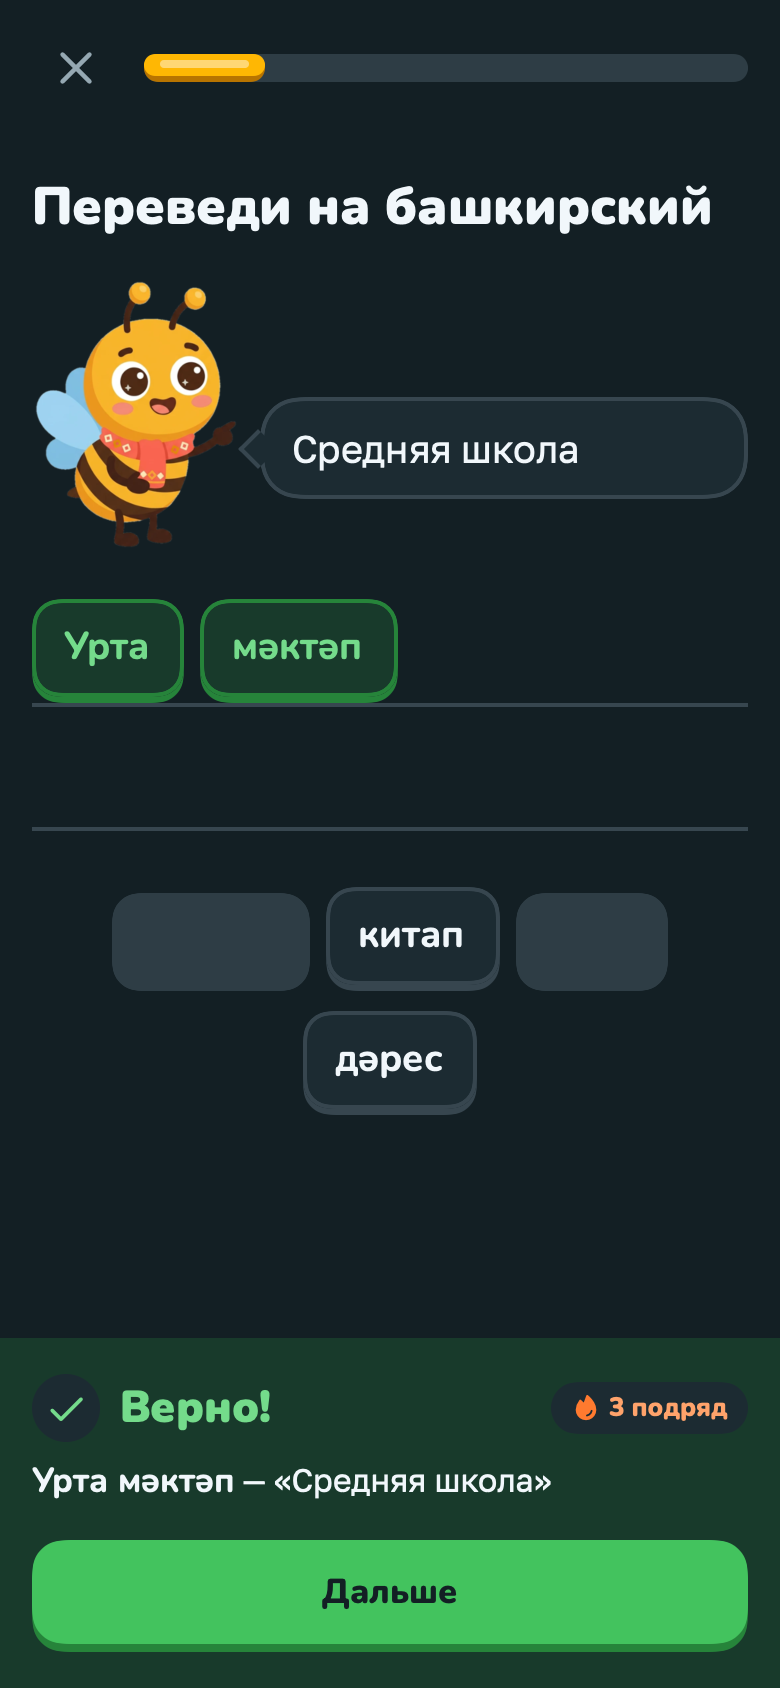 Переведи на башкирский
Средняя школа
Урта мәктәп
китап
дәрес
Верно!
3 подряд
Урта мәктәп – «Средняя школа»
Дальше